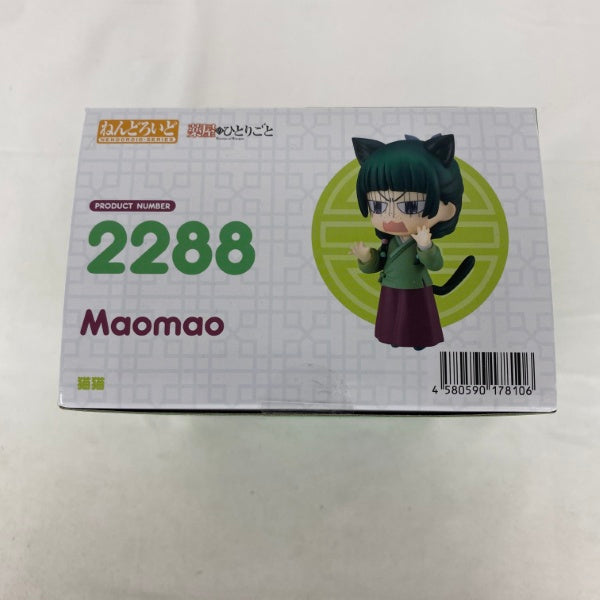 ねんどろいど
NENDOROID SERIES
薬屋のひとりごと
PRODUCT NUMBER
2288
Maomao
猫猫
4 580590 178106